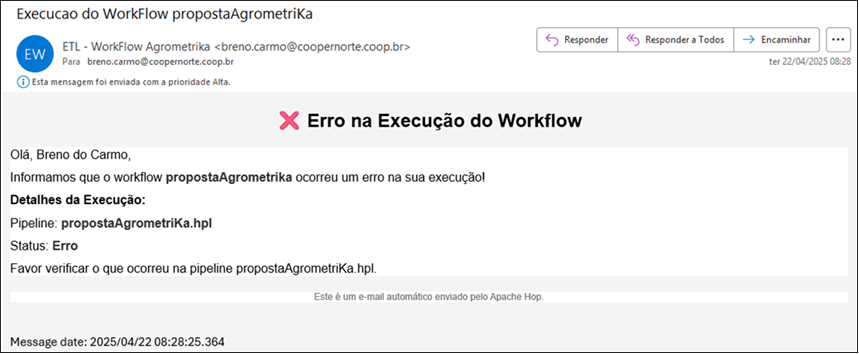 Execucao do WorkFlow propostaAgrometriKa
EW
ETL - WorkFlow Agrometrika <breno.carmo@coopernorte.coop.br>
Para breno.carmo@coopernorte.coop.br
Responder
Responder a Todos
Encaminhar
ter 22/04/2025 08:28
Esta mensagem foi enviada com a prioridade Alta.
Erro na Execução do Workflow
Olá, Breno do Carmo,
Informamos que o workflow propostaAgrometrika ocorreu um erro na sua execução!
Detalhes da Execução:
Pipeline: propostaAgrometriKa.hpl
Status: Erro
Favor verificar o que ocorreu na pipeline propostaAgrometriKa.hpl.
Este é um e-mail automático enviado pelo Apache Hop.
Message date: 2025/04/22 08:28:25.364